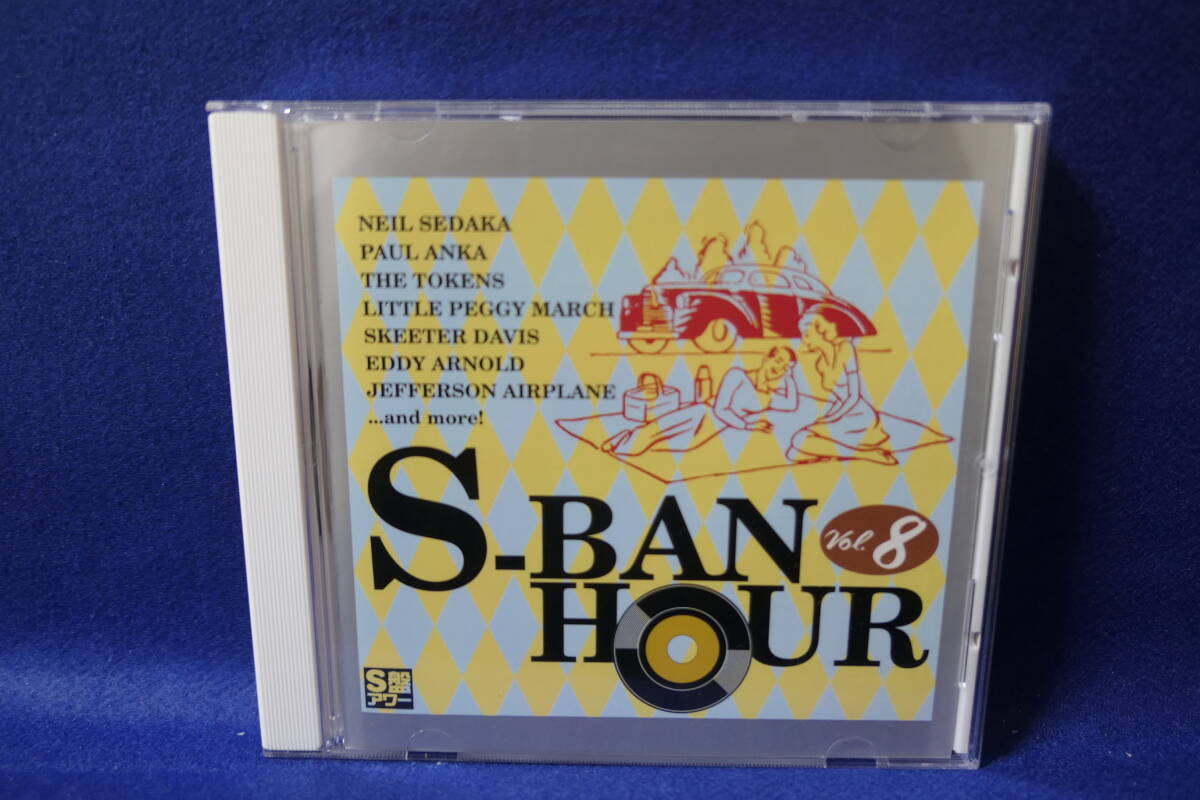 NEIL SEDAKA
PAUL ANKA
THE TOKENS
LITTLE PEGGY MARCH
SKEETER DAVIS
EDDY ARNOLD
JEFFERSON AIRPLANE
...and more!
S-BAN
HOUR
Vol. 8
S盤
アワー